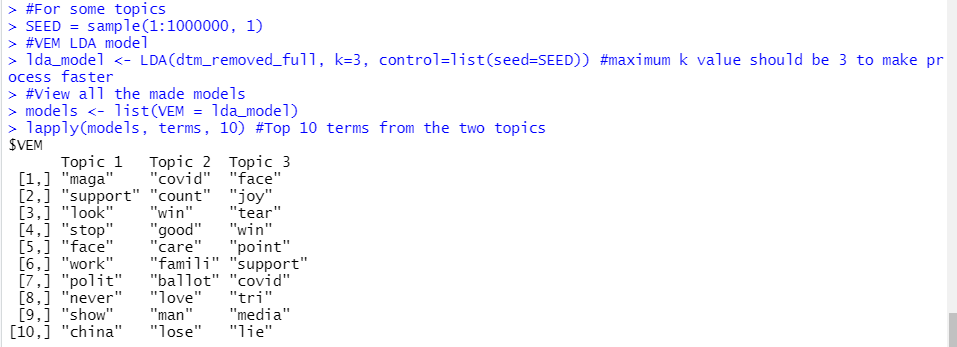 > #For some topics
> SEED = sample(1:1000000, 1)
> #VEM LDA model
> lda_model <- LDA(dtm_removed_full, k=3, control=list(seed=SEED)) #maximum k value should be 3 to make pr
ocess faster
> #View all the made models
> models <- list(VEM = lda_model)
> lapply(models, terms, 10) #Top 10 terms from the two topics
$VEM
      Topic 1   Topic 2  Topic 3
 [1,] "maga"    "covid"  "face"
 [2,] "support" "count"  "joy"
 [3,] "look"    "win"    "tear"
 [4,] "stop"    "good"   "win"
 [5,] "face"    "care"   "point"
 [6,] "work"    "famili" "support"
 [7,] "polit"   "ballot" "covid"
 [8,] "never"   "love"   "tri"
 [9,] "show"    "man"    "media"
[10,] "china"   "lose"   "lie"